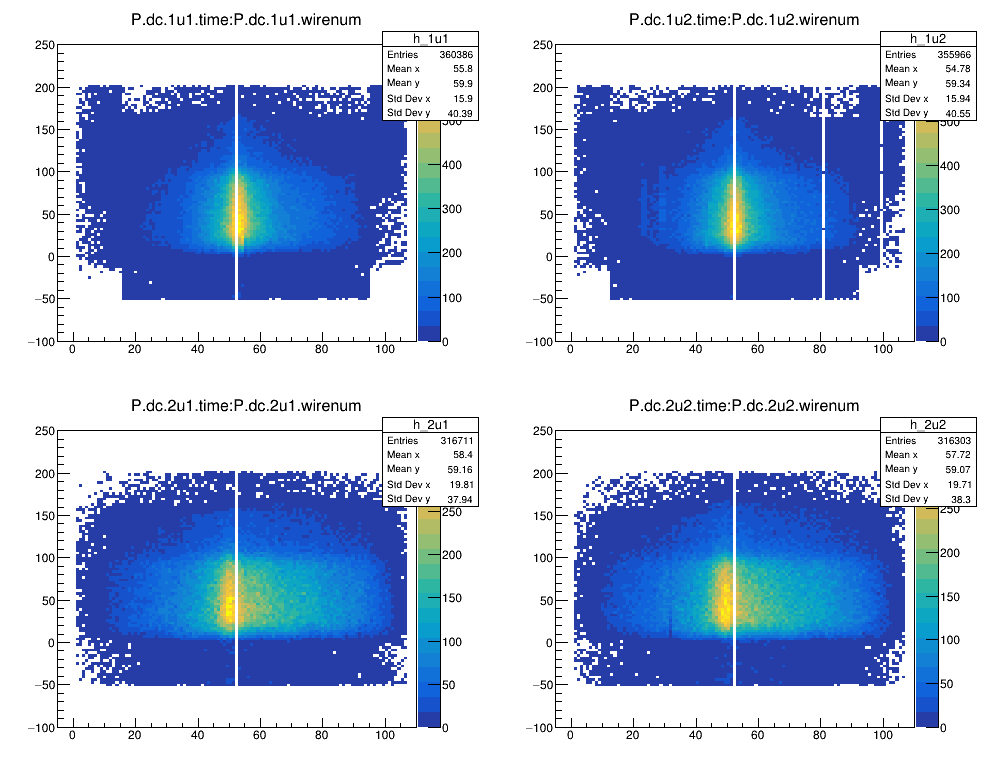 P.dc.1u1.time:P.dc.1u1.wirenum
h_1u1
Entries 360386
Mean x 55.8
Mean y 59.9
Std Dev x 15.9
Std Dev y 40.39
250
200
150
100
50
0
−50
−100
0 20 40 60 80 100
500
400
300
200
100
0
P.dc.1u2.time:P.dc.1u2.wirenum
h_1u2
Entries 355966
Mean x 54.78
Mean y 59.34
Std Dev x 15.94
Std Dev y 40.55
250
200
150
100
50
0
−50
−100
0 20 40 60 80 100
500
400
300
200
100
0
P.dc.2u1.time:P.dc.2u1.wirenum
h_2u1
Entries 316711
Mean x 58.4
Mean y 59.16
Std Dev x 19.81
Std Dev y 37.94
250
200
150
100
50
0
−50
−100
0 20 40 60 80 100
250
200
150
100
50
0
P.dc.2u2.time:P.dc.2u2.wirenum
h_2u2
Entries 316303
Mean x 57.72
Mean y 59.07
Std Dev x 19.71
Std Dev y 38.3
250
200
150
100
50
0
−50
−100
0 20 40 60 80 100
250
200
150
100
50
0